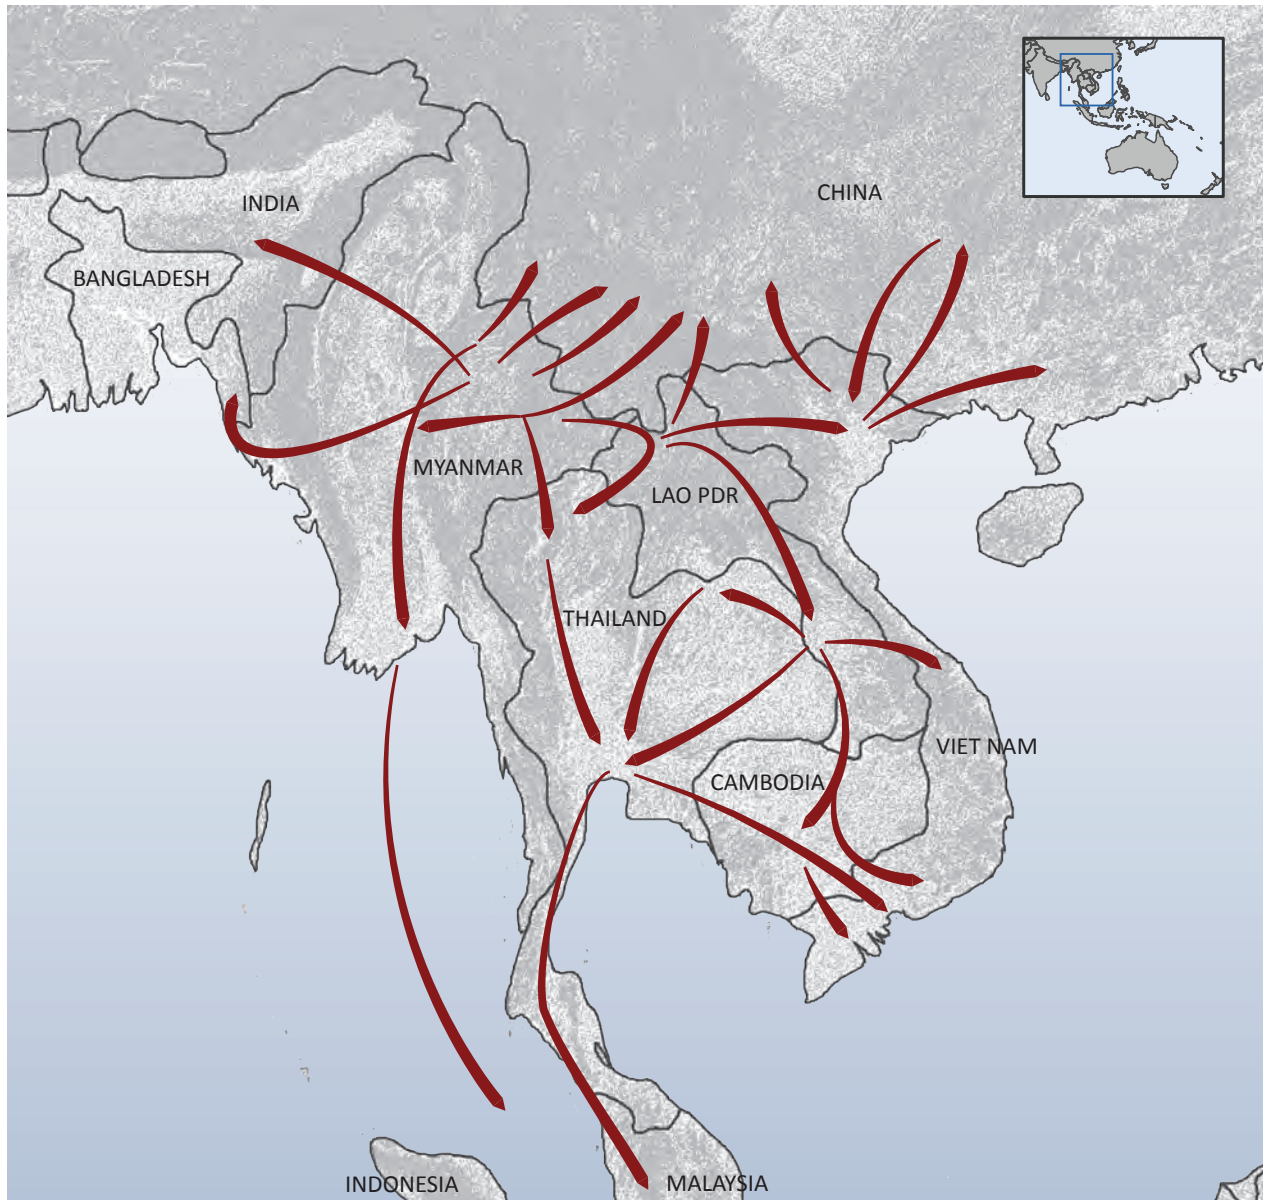 CHINA
INDIA
BANGLADESH
MYANMAR
LAO PDR
THAILAND
VIET NAM
CAMBODIA
INDONESIA
MALAYSIA